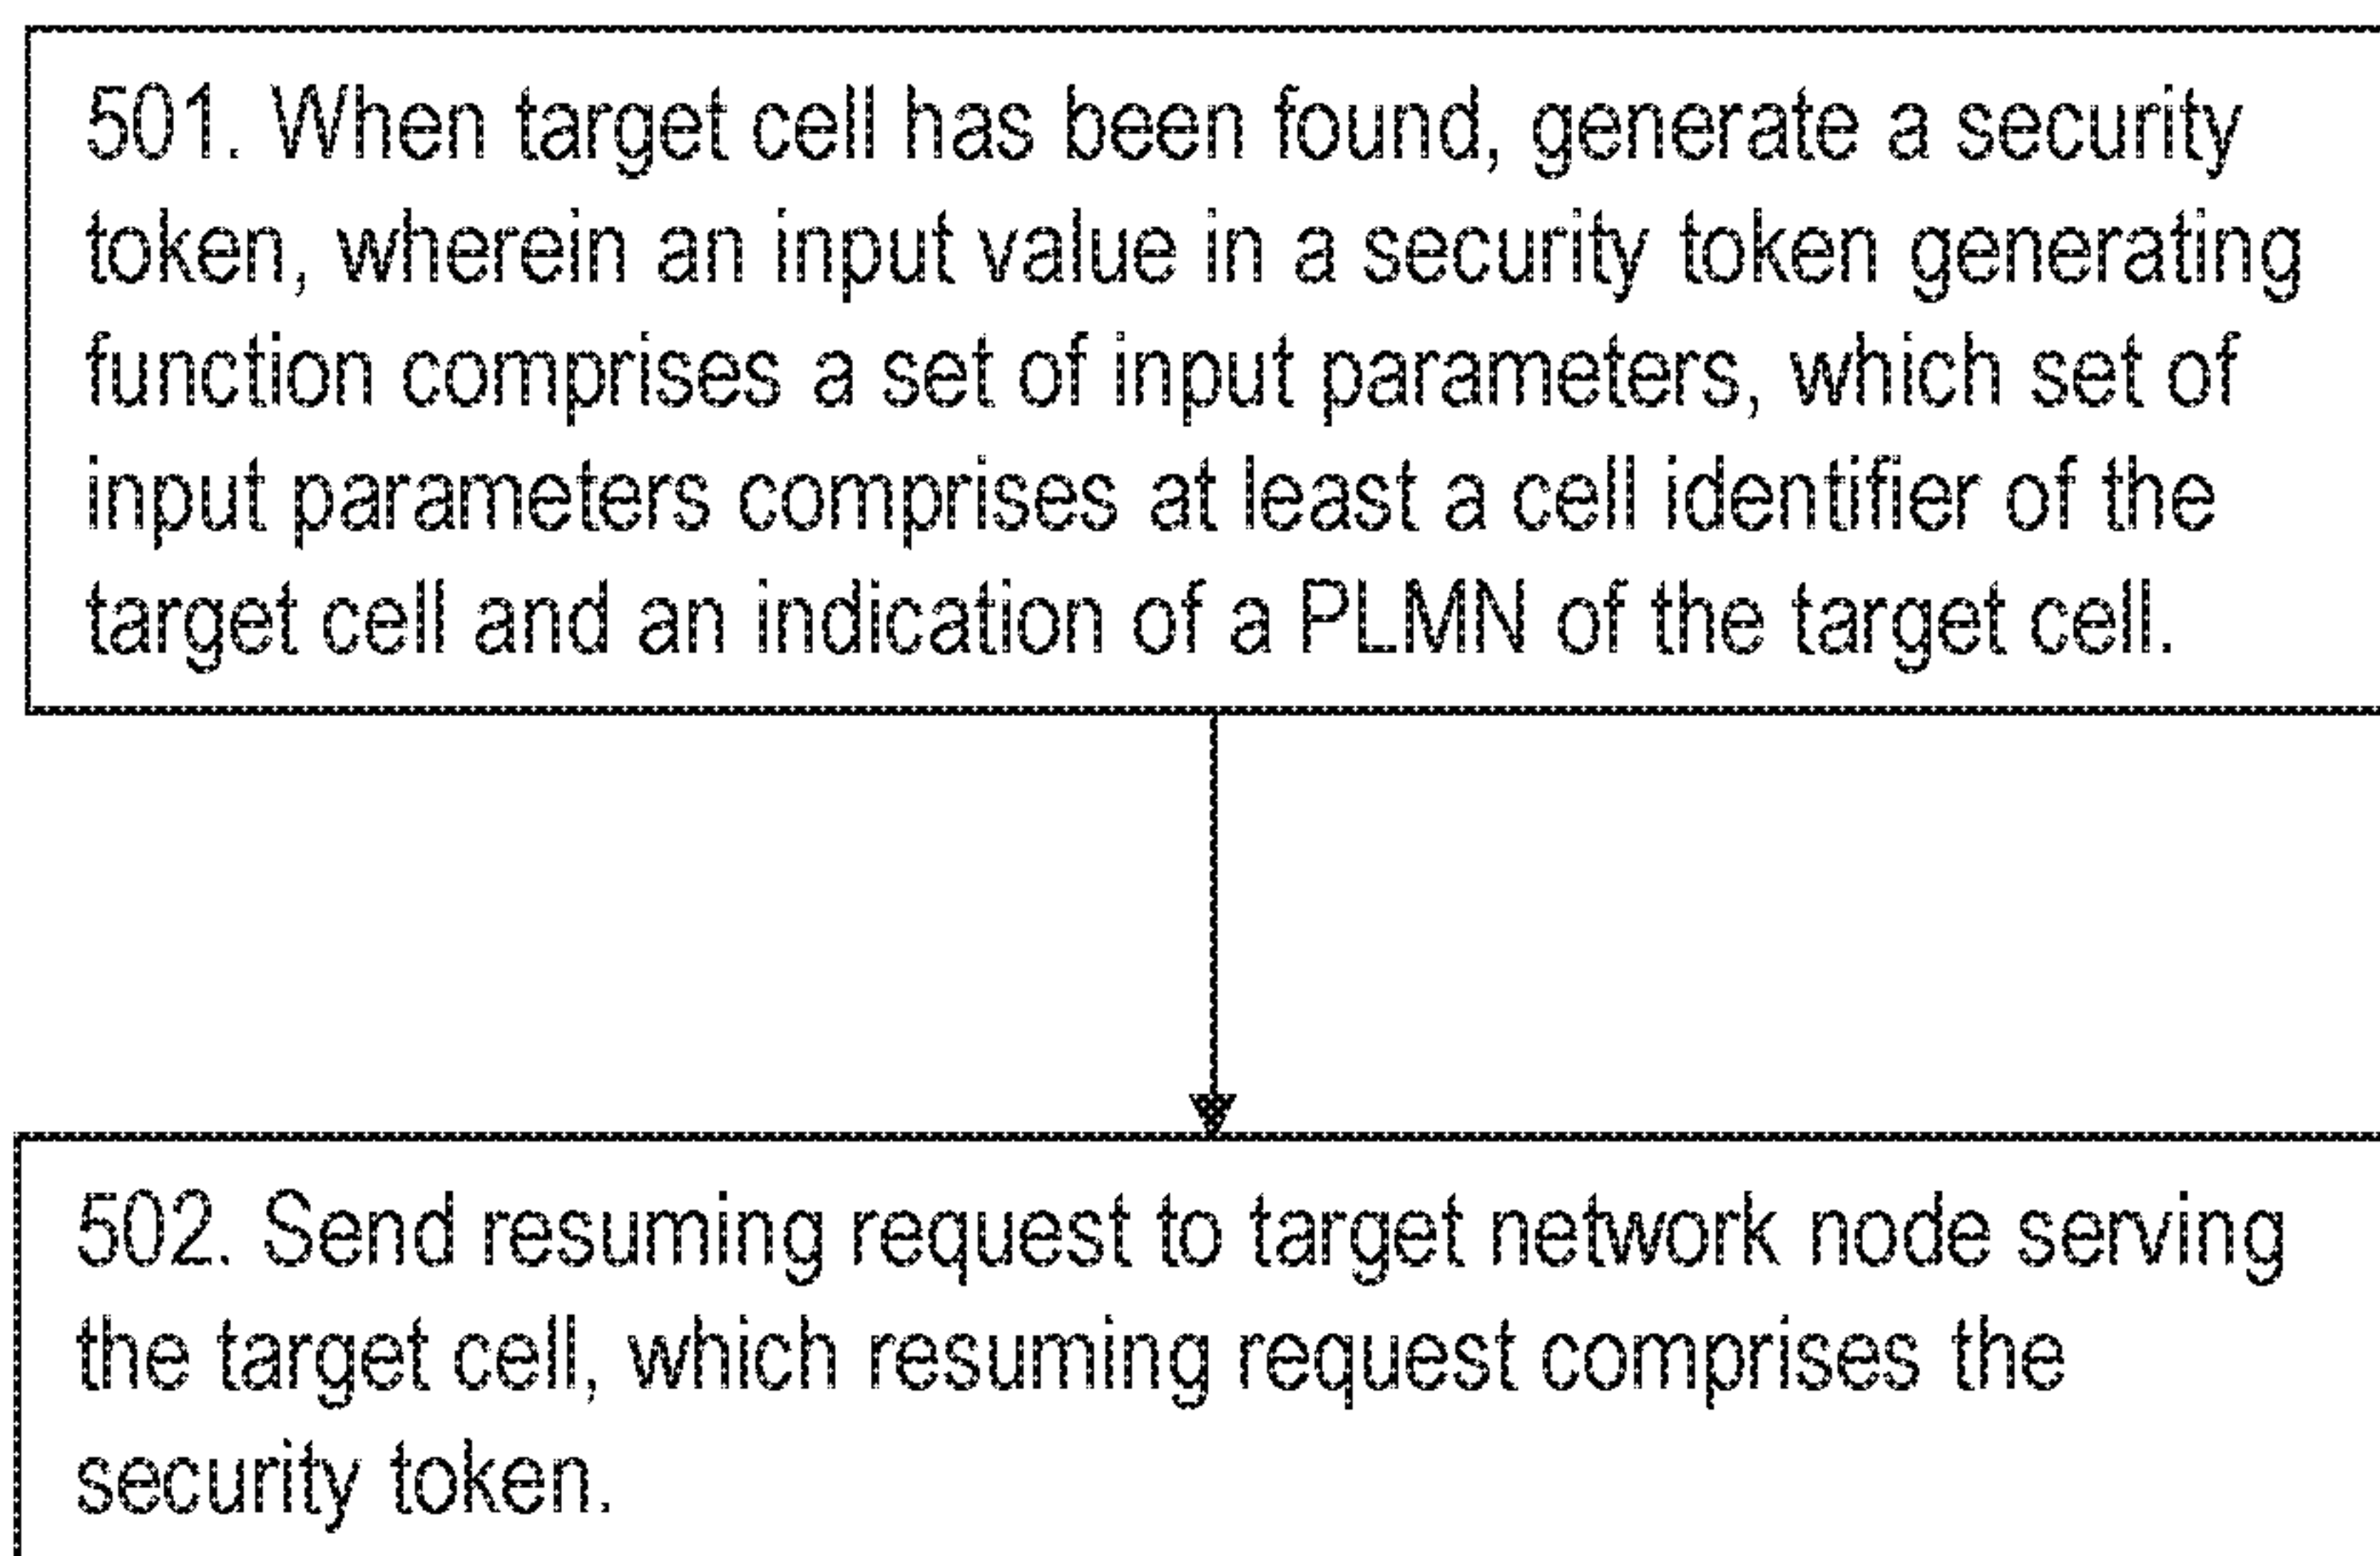 501. When target cell has been found, generate a security
token, wherein an input value in a security token generating
function comprises a set of input parameters, which set of
input parameters comprises at least a cell identifier of the
target cell and an indication of a PLMN of the target cell.
502. Send resuming request to target network node serving
the target cell, which resuming request comprises the
security token.